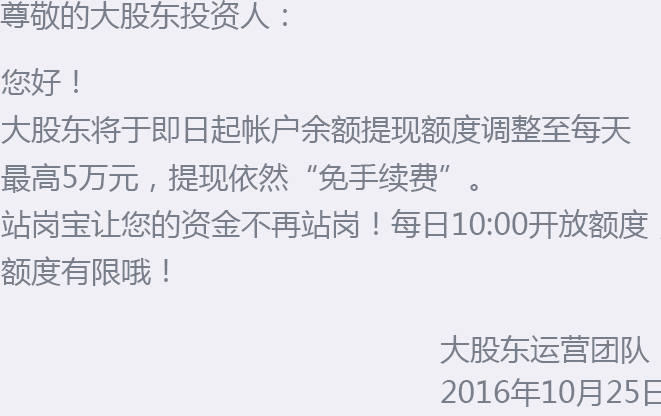 尊敬的大股东投资人：
您好！
大股东将于即日起帐户余额提现额度调整至每天
最高5万元，提现依然“免手续费”。
站岗宝让您的资金不再站岗！每日10:00开放额度，
额度有限哦！
大股东运营团队
2016年10月25日